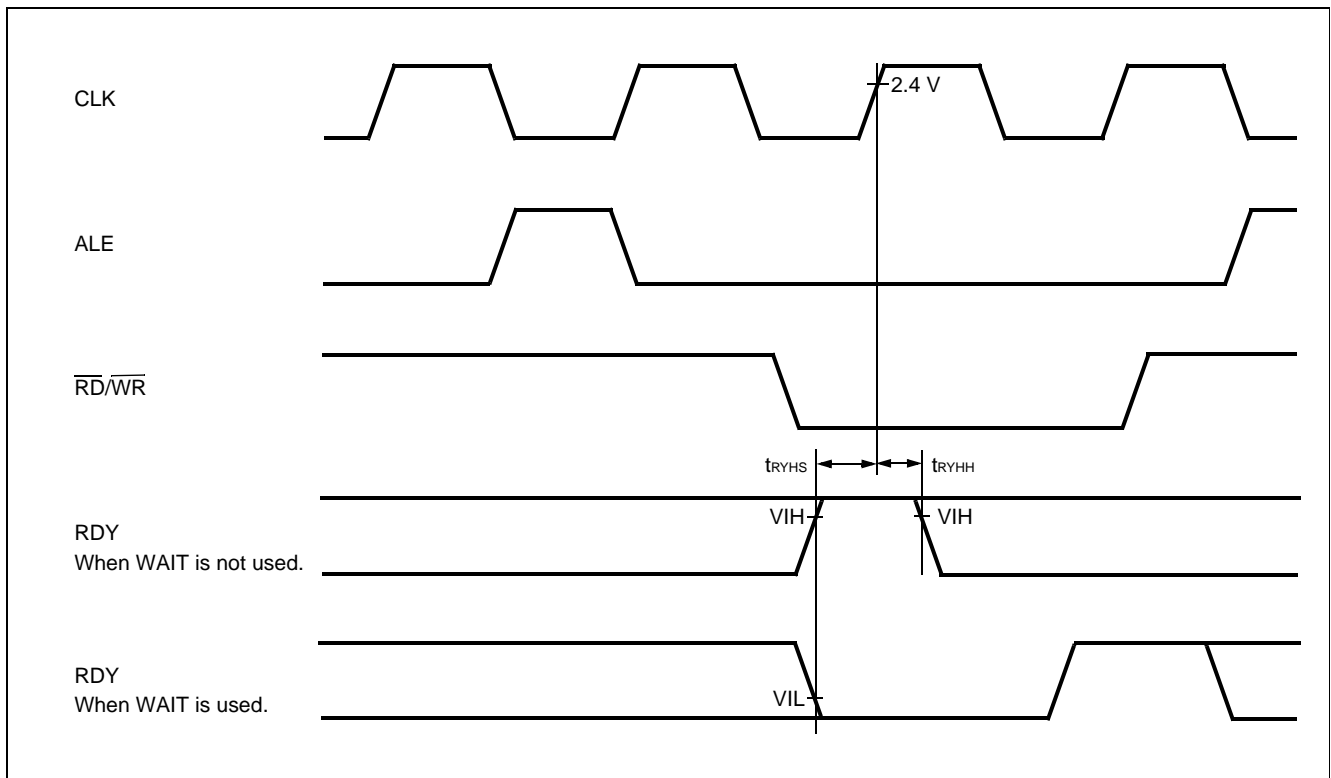 CLK
2.4 V
ALE
RD/WR
tRYHS
tRYHH
RDY
When WAIT is not used.
VIH
VIH
RDY
When WAIT is used.
VIL